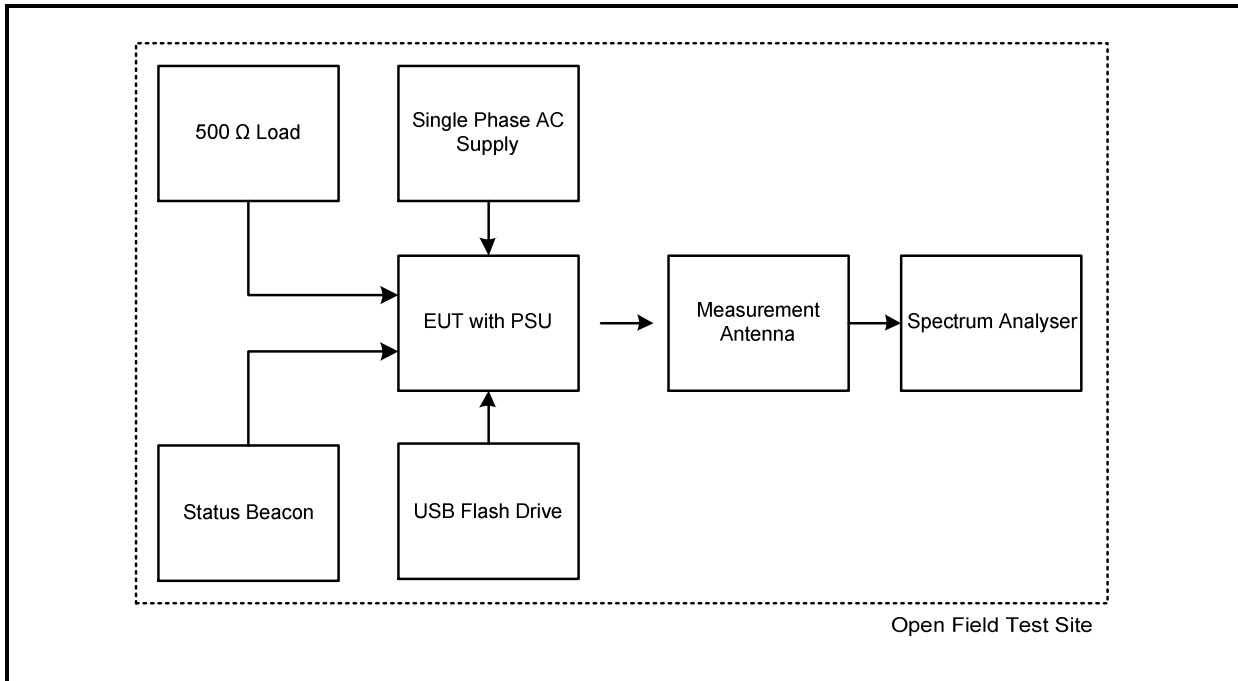 500 Ω Load
Single Phase AC
Supply
EUT with PSU
Measurement
Antenna
Spectrum Analyser
Status Beacon
USB Flash Drive
Open Field Test Site